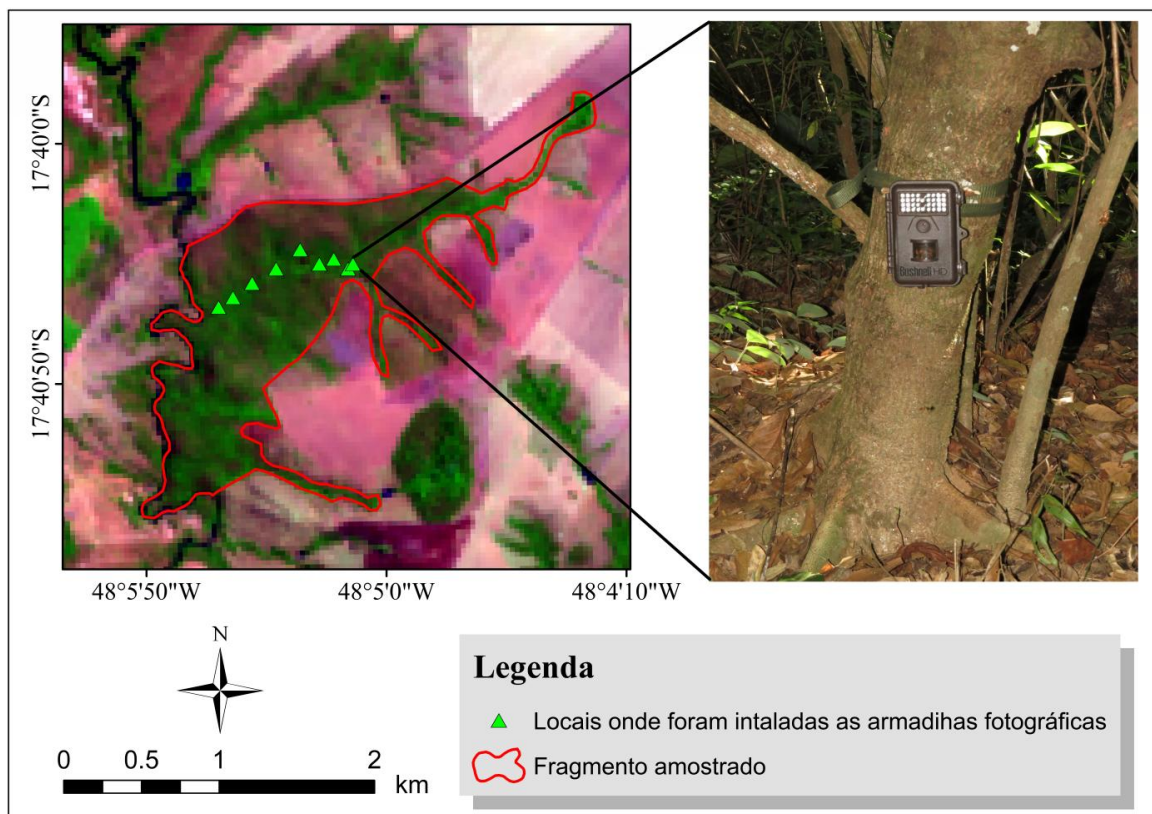 17°40'0"S
17°40'50"S
48°5'50"W
48°5'0"W
48°4'10"W
Bushnell HD
N
0 0.5 1 2
km
Legenda
Locais onde foram intaladas as armadihas fotográficas
Fragmento amostrado